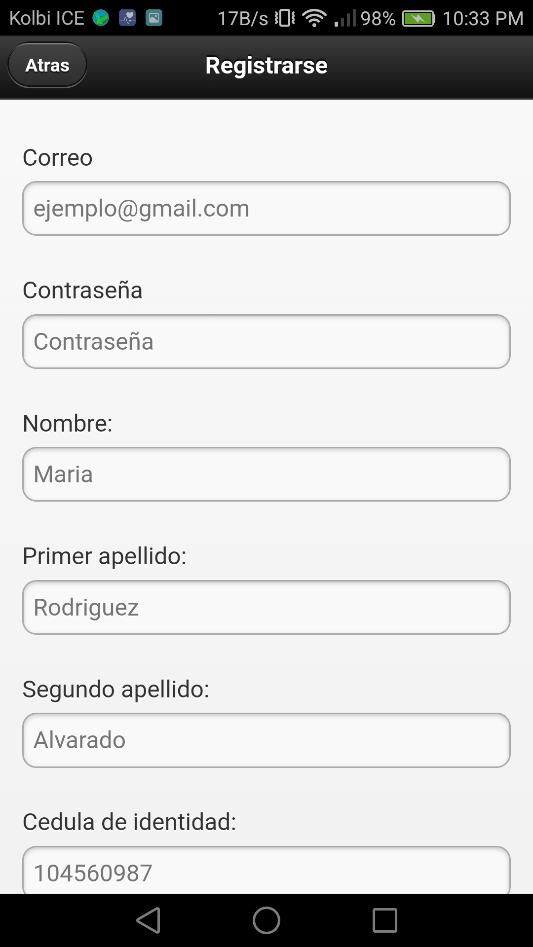 Kolbi ICE 17B/s 98% 10:33 PM
Atras Registrarse
Correo
ejemplo@gmail.com
Contraseña
Contraseña
Nombre:
Maria
Primer apellido:
Rodriguez
Segundo apellido:
Alvarado
Cedula de identidad:
104560987